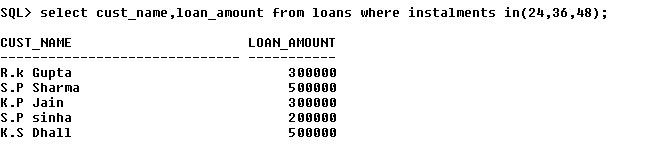 SQL> select cust_name,loan_amount from loans where instalments in(24,36,48);
CUST_NAME LOAN_AMOUNT
------------------------------ -----------
R.k Gupta 300000
S.P Sharma 500000
K.P Jain 300000
S.P sinha 200000
K.S Dhall 500000